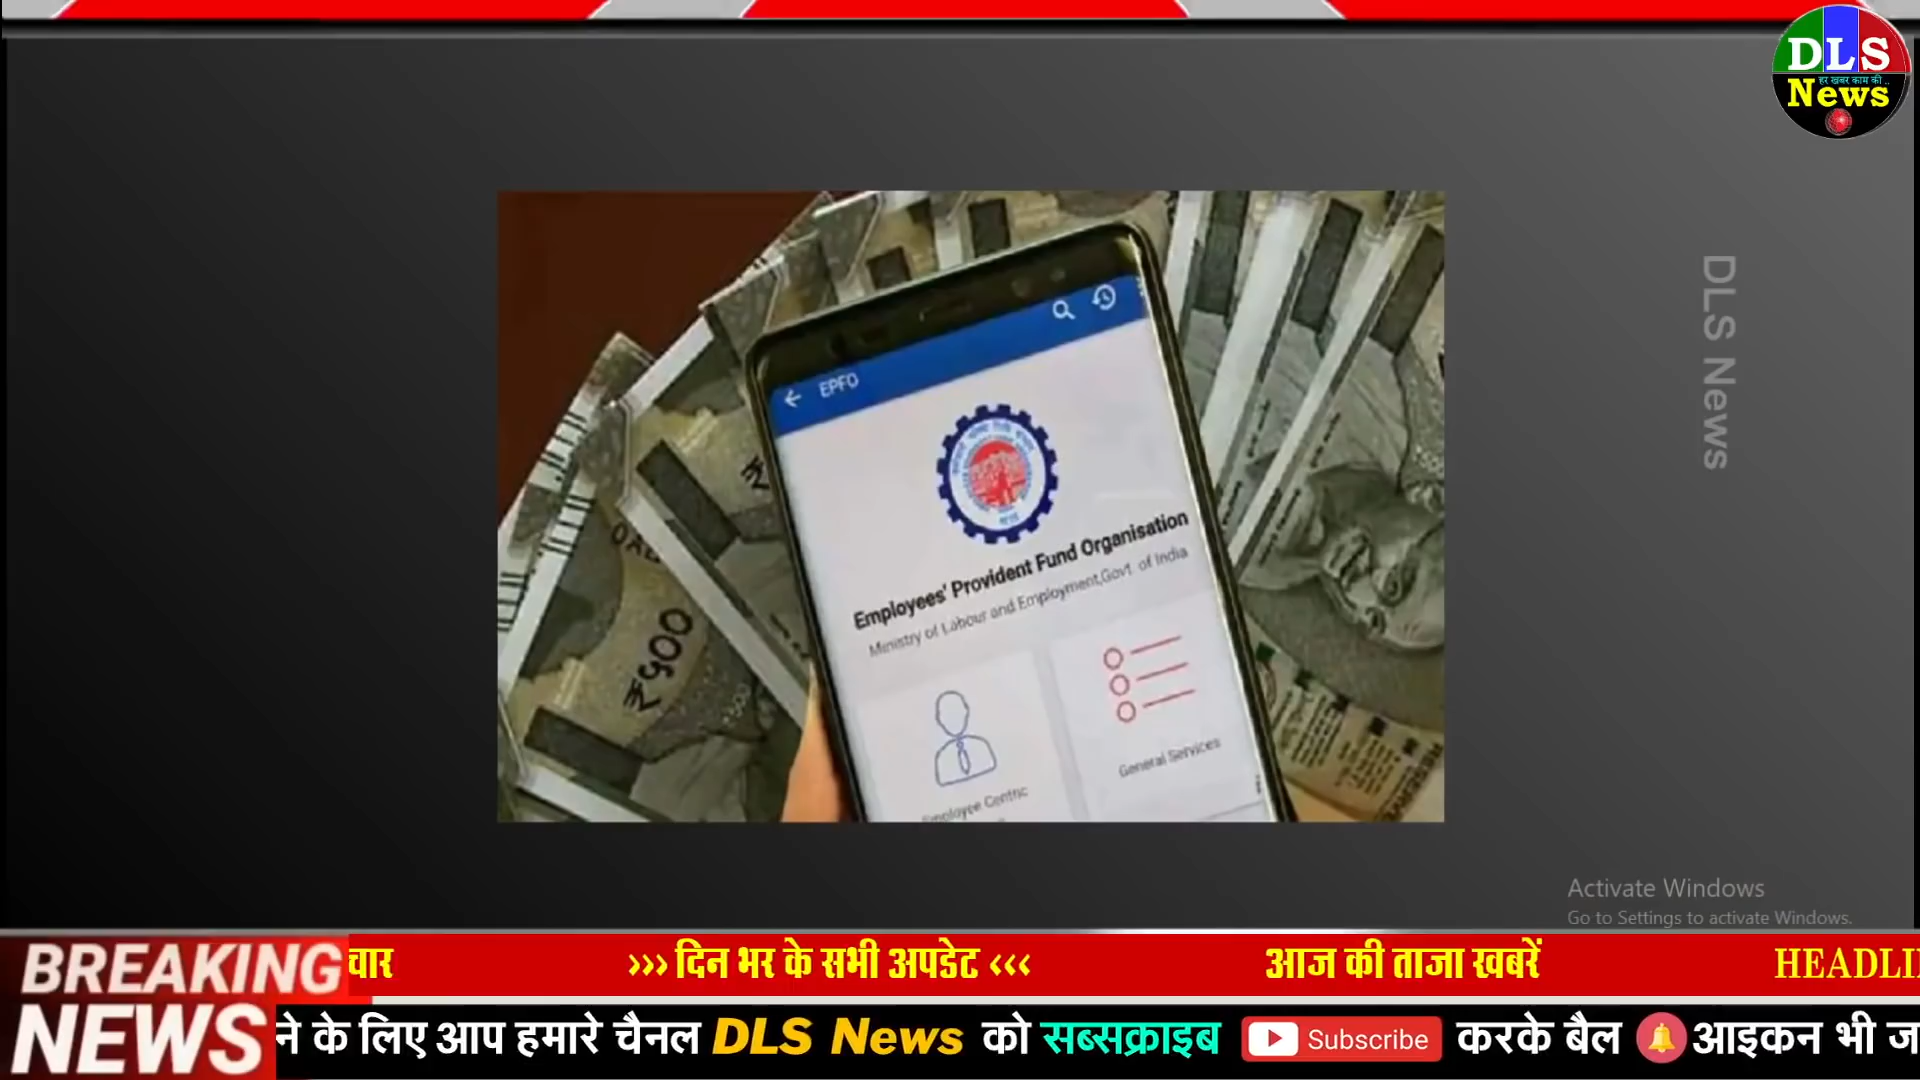 DLS
हर खबर काम की..
News
DLS News
EPFO
Employees' Provident Fund Organisation
Ministry of Labour and Employment,Govt. of India
₹500
Employee Centric
General Services
Activate Windows
Go to Settings to activate Windows.
BREAKING
NEWS
चार >>> दिन भर के सभी अपडेट <<< आज की ताजा खबरें HEADLI
ने के लिए आप हमारे चैनल DLS News को सब्सक्राइब Subscribe करके बैल आइकन भी ज